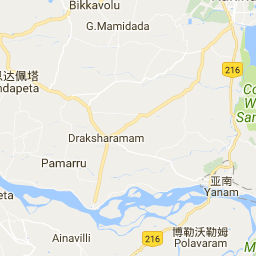 Bikkavolu
G.Mamidada
216
恩达佩塔
ndapeta
Draksharamam
Pamarru
亚南
Yanam
博勒沃勒姆
216
Polavaram
Ainavilli